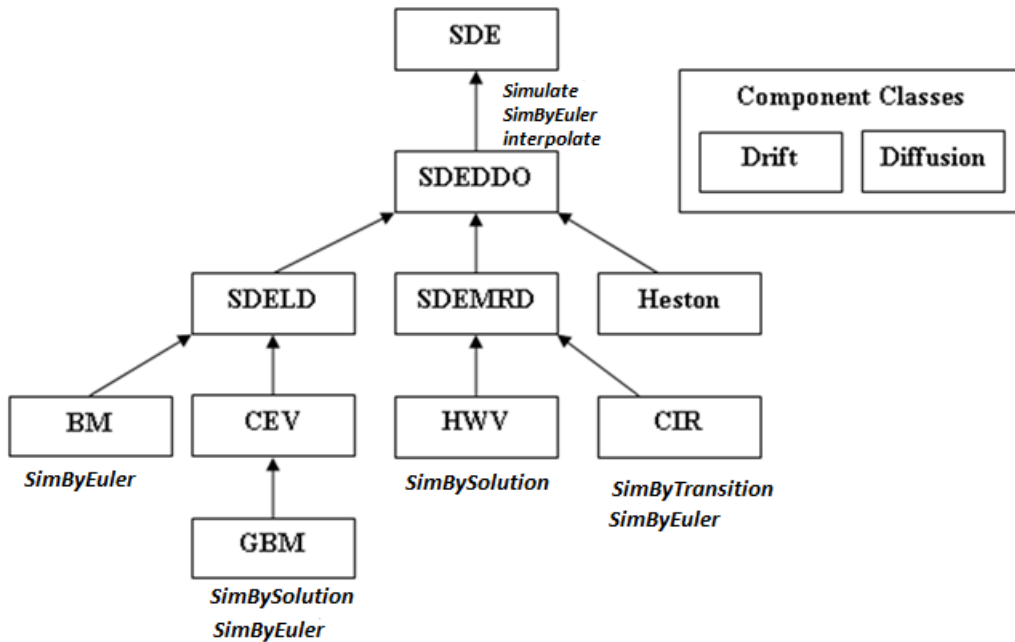 SDE
Simulate
SimByEuler
interpolate
Component Classes
Drift
Diffusion
SDEDDO
SDELD
SDEMRD
Heston
BM
CEV
HWV
CIR
SimByEuler
SimBySolution
SimByTransition
SimByEuler
GBM
SimBySolution
SimByEuler